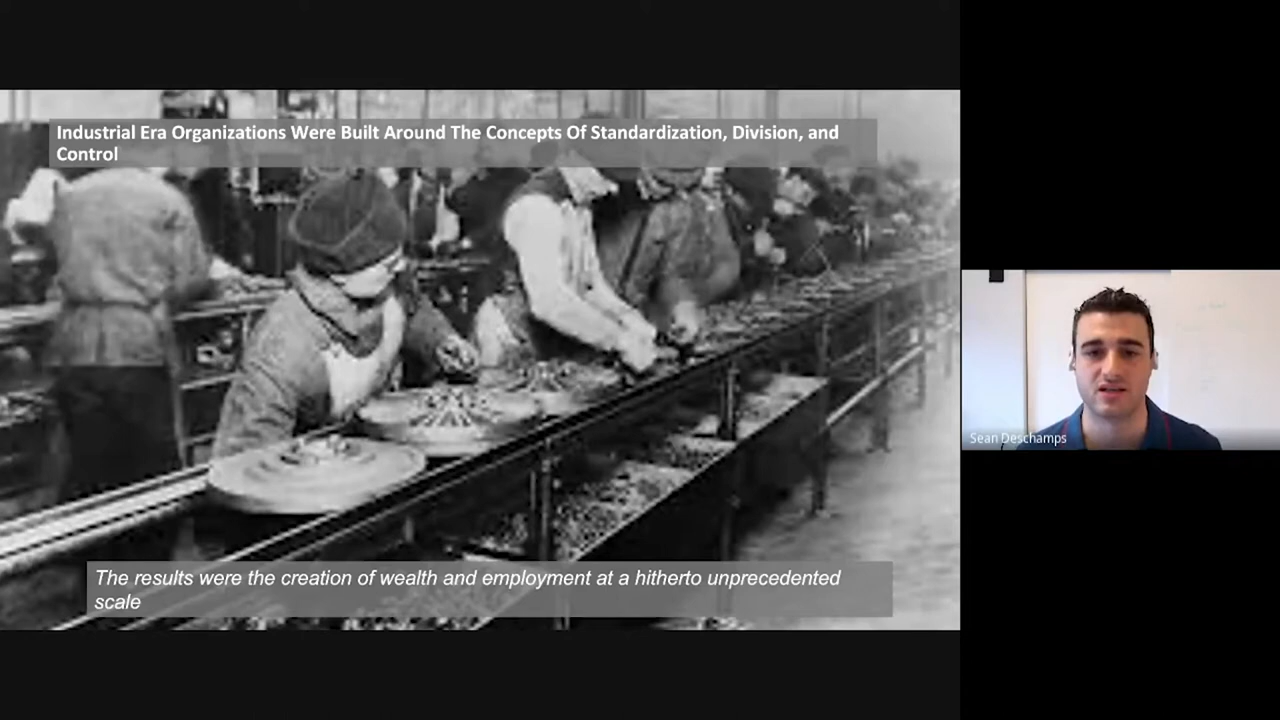 Industrial Era Organizations Were Built Around The Concepts Of Standardization, Division, and
Control
Sean Deschamps
The results were the creation of wealth and employment at a hitherto unprecedented
scale